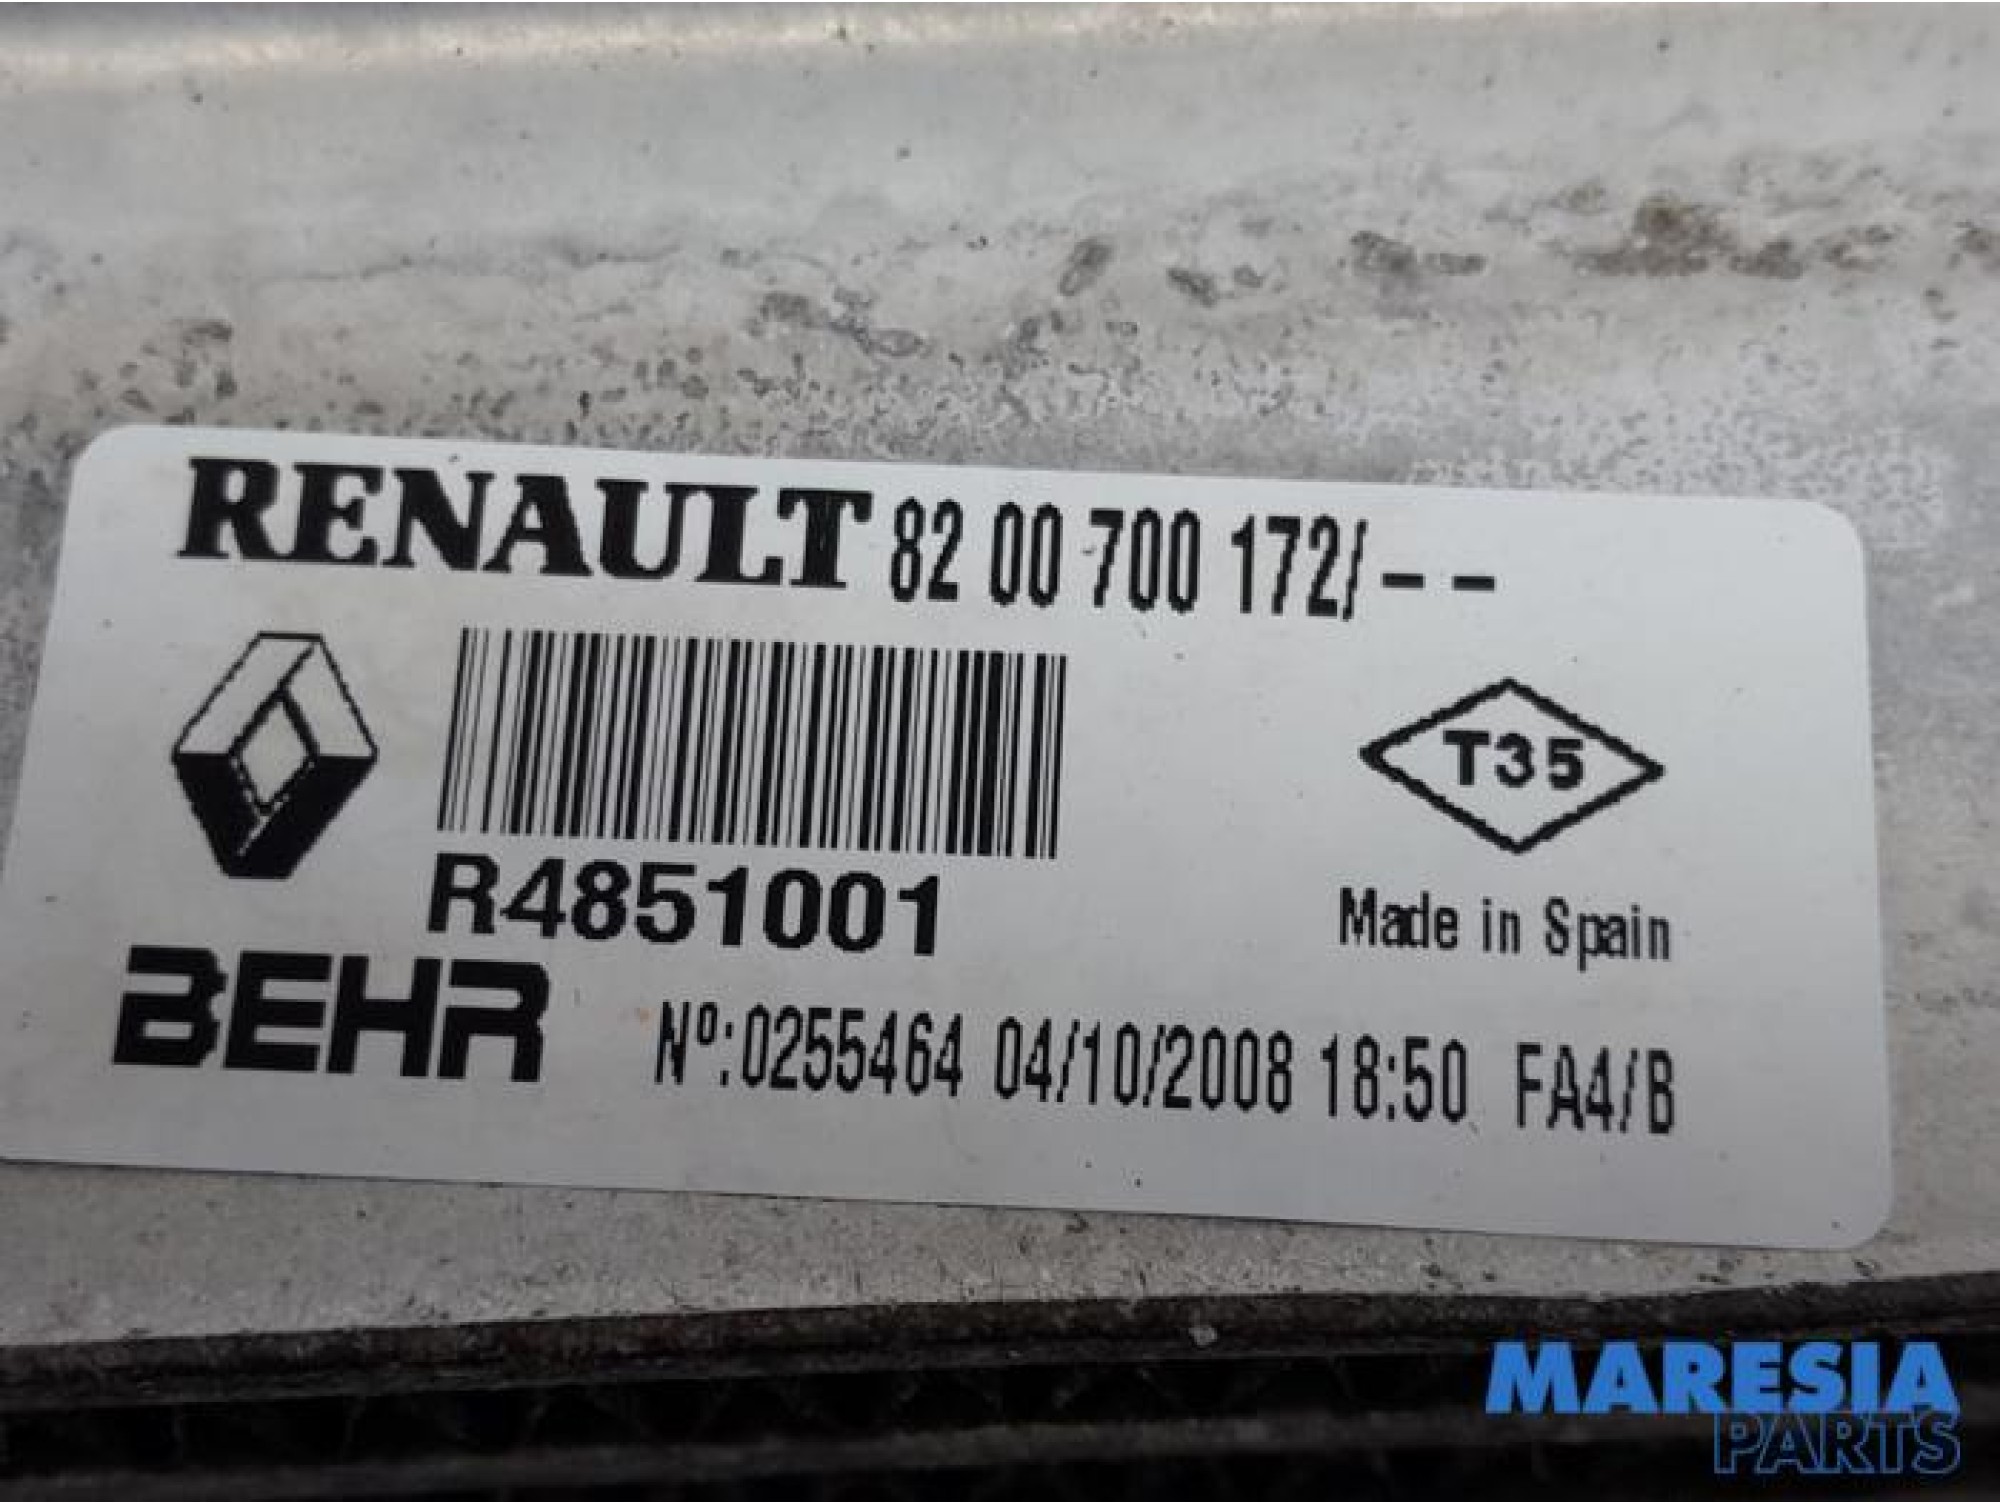 RENAULT 82 00 700 172/--
T35
R4851001
Made in Spain
BEHR Nº:0255464 04/10/2008 18:50 FA4/B
MARESIA
PARTS